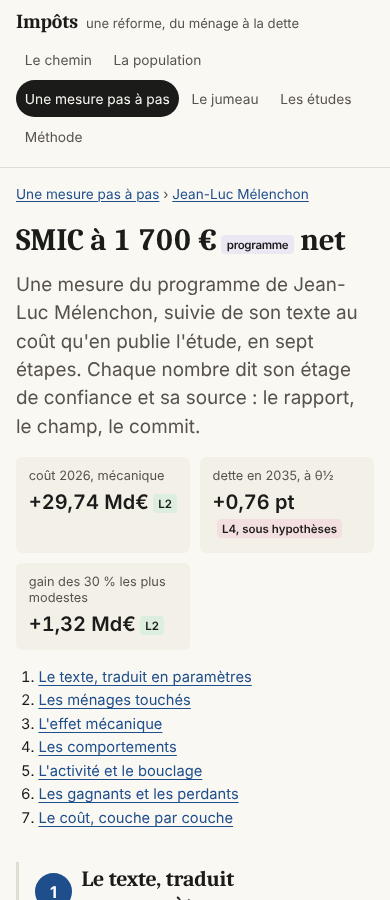 Impôts une réforme, du ménage à la dette
Le chemin La population
Une mesure pas à pas Le jumeau Les études
Méthode
Une mesure pas à pas › Jean-Luc Mélenchon
SMIC à 1 700 € programme net
Une mesure du programme de Jean-
Luc Mélenchon, suivie de son texte au
coût qu'en publie l'étude, en sept
étapes. Chaque nombre dit son étage
de confiance et sa source : le rapport,
le champ, le commit.
coût 2026, mécanique
+29,74 Md€ L2
dette en 2035, à θ½
+0,76 pt
L4, sous hypothèses
gain des 30 % les plus
modestes
+1,32 Md€ L2
1. Le texte, traduit en paramètres
2. Les ménages touchés
3. L'effet mécanique
4. Les comportements
5. L'activité et le bouclage
6. Les gagnants et les perdants
7. Le coût, couche par couche
1 Le texte, traduit